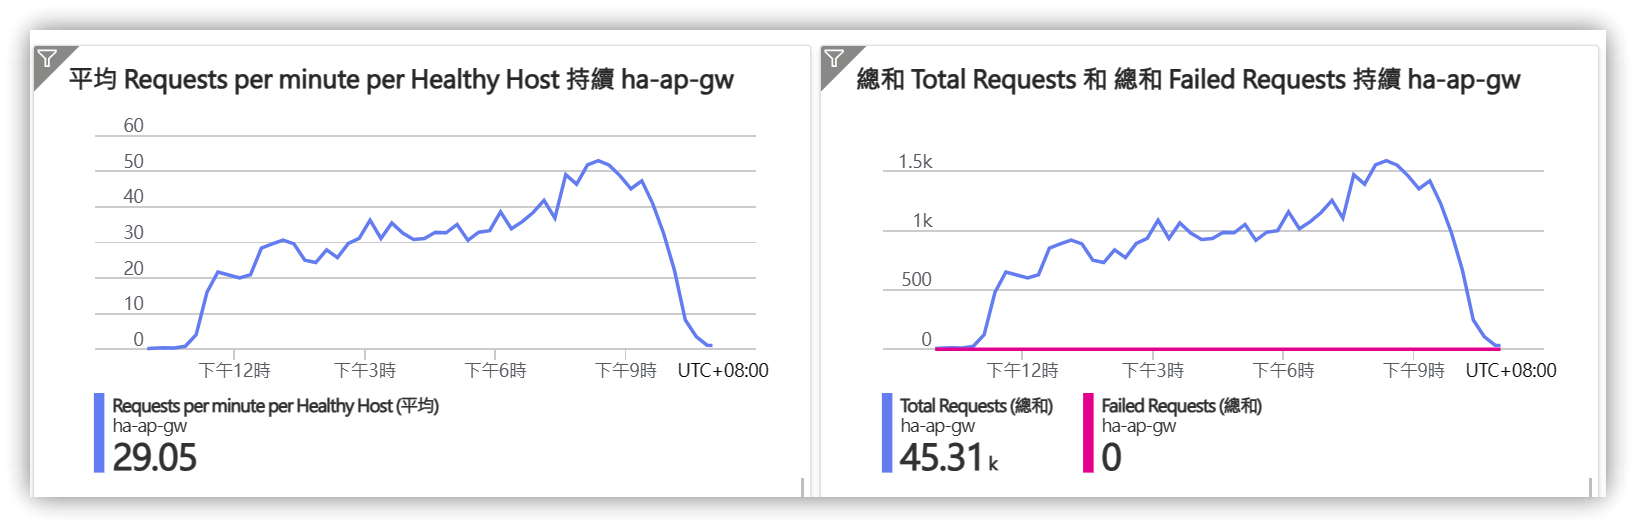 平均 Requests per minute per Healthy Host 持續 ha-ap-gw
60
50
40
30
20
10
0
下午12時
下午3時
下午6時
下午9時
UTC+08:00
Requests per minute per Healthy Host (平均)
ha-ap-gw
29.05
總和 Total Requests 和 總和 Failed Requests 持續 ha-ap-gw
1.5k
1k
500
0
下午12時
下午3時
下午6時
下午9時
UTC+08:00
Total Requests (總和)
ha-ap-gw
45.31 k
Failed Requests (總和)
ha-ap-gw
0